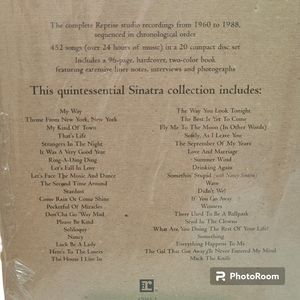 The complete Reprise studio recordings from 1960 to 1988,
sequenced in chronological order
452 songs (over 24 hours of music) in a 20 compact disc set
Includes a 96-page, hardcover, two-color book
featuring extensive liner notes, interviews and photographs
This quintessential Sinatra collection includes:
My Way
Theme From New York, New York
My Kind Of Town
That's Life
Strangers In The Night
It Was A Very Good Year
Ring-A-Ding Ding
Let's Fall In Love
Let's Face The Music And Dance
The Second Time Around
Stardust
Come Rain Or Come Shine
Pocketful Of Miracles
Don'Cha Go 'Way Mad
Please Be Kind
Soliloquy
Nancy
Luck Be A Lady
Here's To The Losers
The House I Live In
The Way You Look Tonight
The Best Is Yet To Come
Fly Me To The Moon (In Other Words)
Softly, As I Leave You
The September Of My Years
Love And Marriage
Summer Wind
Drinking Again
Somethin' Stupid (with Nancy Sinatra)
Wave
Didn't We?
If You Go Away
Winners
There Used To Be A Ballpark
Send In The Clowns
What Are You Doing The Rest Of Your Life?
Something
Everything Happens To Me
The Gal That Got Away/It Never Entered My Mind
Mack The Knife
PhotoRoom